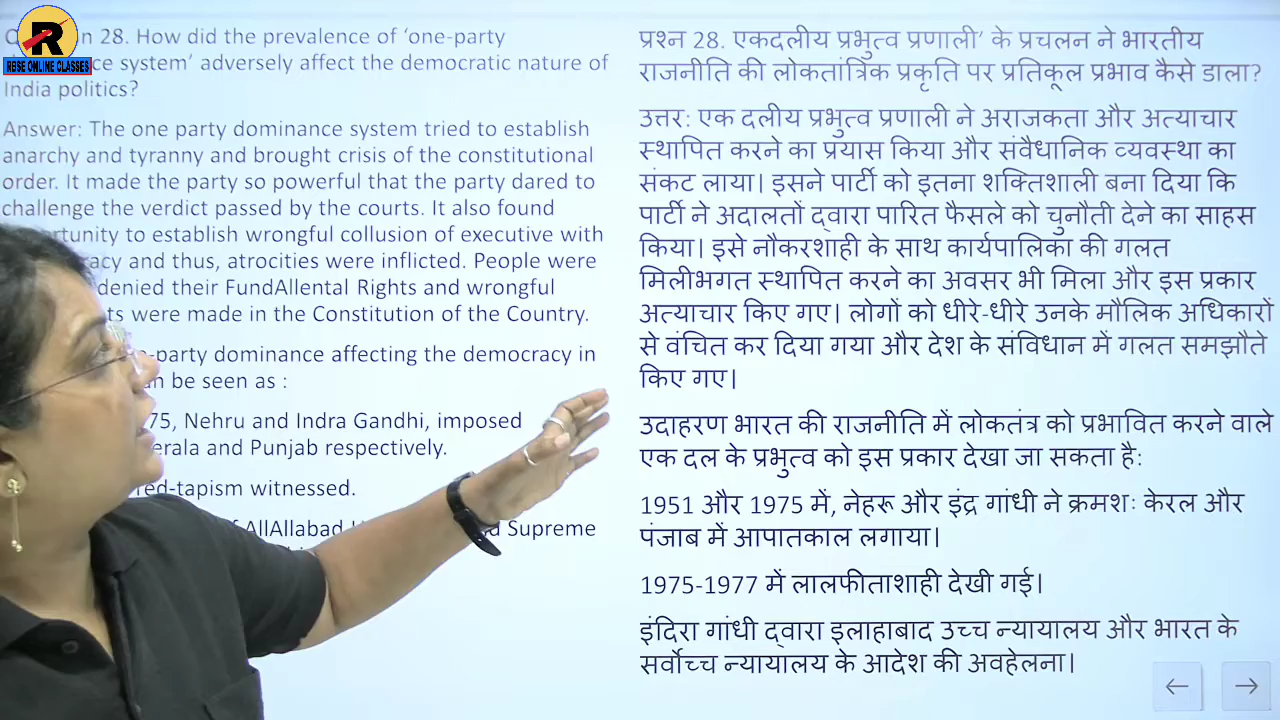 R
RBSE ONLINE CLASSES
n 28. How did the prevalence of ‘one-party
system’ adversely affect the democratic nature of
India politics?
Answer: The one party dominance system tried to establish
anarchy and tyranny and brought crisis of the constitutional
order. It made the party so powerful that the party dared to
challenge the verdict passed by the courts. It also found
to establish wrongful collusion of executive with
and thus, atrocities were inflicted. People were
denied their FundAllental Rights and wrongful
were made in the Constitution of the Country.
-party dominance affecting the democracy in
be seen as :
75, Nehru and Indra Gandhi, imposed
and Punjab respectively.
red-tapism witnessed.
AllAllabad Supreme
प्रश्न 28. एकदलीय प्रभुत्व प्रणाली’ के प्रचलन ने भारतीय
राजनीति की लोकतांत्रिक प्रकृति पर प्रतिकूल प्रभाव कैसे डाला?
उत्तर: एक दलीय प्रभुत्व प्रणाली ने अराजकता और अत्याचार
स्थापित करने का प्रयास किया और संवैधानिक व्यवस्था का
संकट लाया। इसने पार्टी को इतना शक्तिशाली बना दिया कि
पार्टी ने अदालतों द्वारा पारित फैसले को चुनौती देने का साहस
किया। इसे नौकरशाही के साथ कार्यपालिका की गलत
मिलीभगत स्थापित करने का अवसर भी मिला और इस प्रकार
अत्याचार किए गए। लोगों को धीरे-धीरे उनके मौलिक अधिकारों
से वंचित कर दिया गया और देश के संविधान में गलत समझौते
किए गए।
उदाहरण भारत की राजनीति में लोकतंत्र को प्रभावित करने वाले
एक दल के प्रभुत्व को इस प्रकार देखा जा सकता है:
1951 और 1975 में, नेहरू और इंद्र गांधी ने क्रमशः केरल और
पंजाब में आपातकाल लगाया।
1975-1977 में लालफीताशाही देखी गई।
इंदिरा गांधी द्वारा इलाहाबाद उच्च न्यायालय और भारत के
सर्वोच्च न्यायालय के आदेश की अवहेलना।